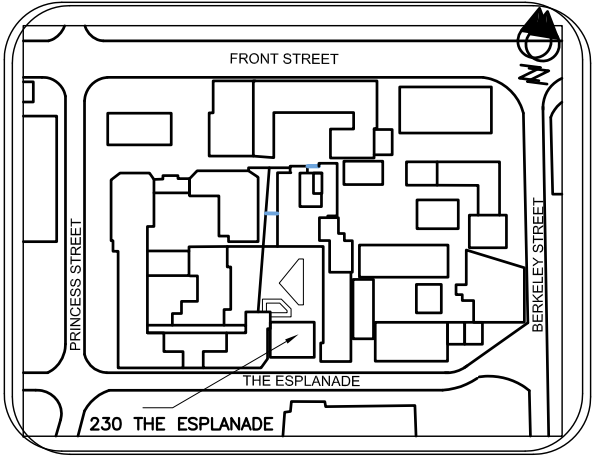 FRONT STREET
N
PRINCESS STREET
BERKELEY STREET
THE ESPLANADE
230 THE ESPLANADE